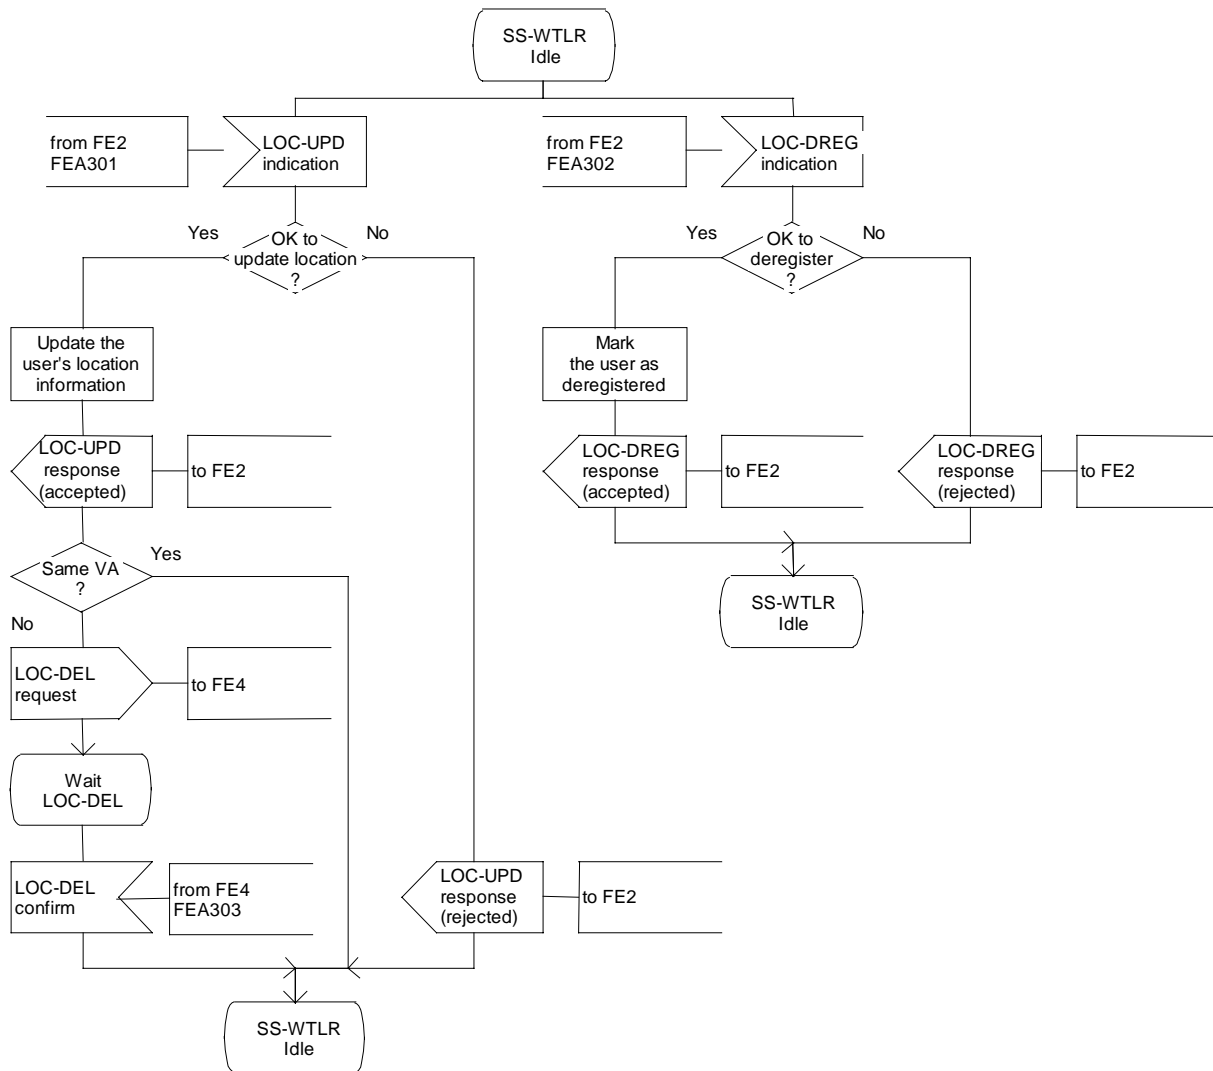 SS-WTLR
Idle
from FE2
FEA301
LOC-UPD
indication
from FE2
FEA302
LOC-DREG
indication
Yes
OK to
update location
?
No
Yes
OK to
deregister
?
No
Update the
user's location
information
Mark
the user as
deregistered
LOC-UPD
response
(accepted)
to FE2
LOC-DREG
response
(accepted)
to FE2
LOC-DREG
response
(rejected)
to FE2
Same VA
?
Yes
No
SS-WTLR
Idle
LOC-DEL
request
to FE4
Wait
LOC-DEL
LOC-DEL
confirm
from FE4
FEA303
LOC-UPD
response
(rejected)
to FE2
SS-WTLR
Idle